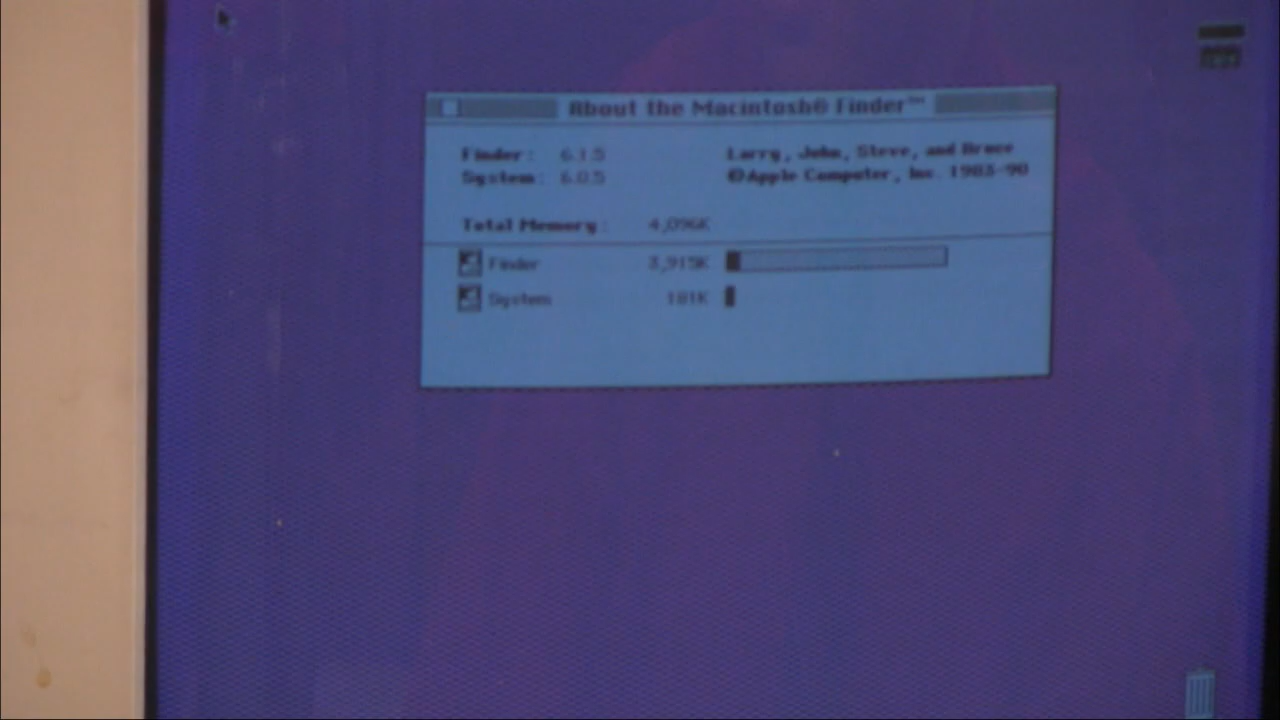 About the Macintosh® Finder™
Finder: 6.1.5
Larry, John, Steve, and Bruce
System: 6.0.5
©Apple Computer, Inc. 1983-90
Total Memory: 4,096K
Finder 3,915K
System 181K